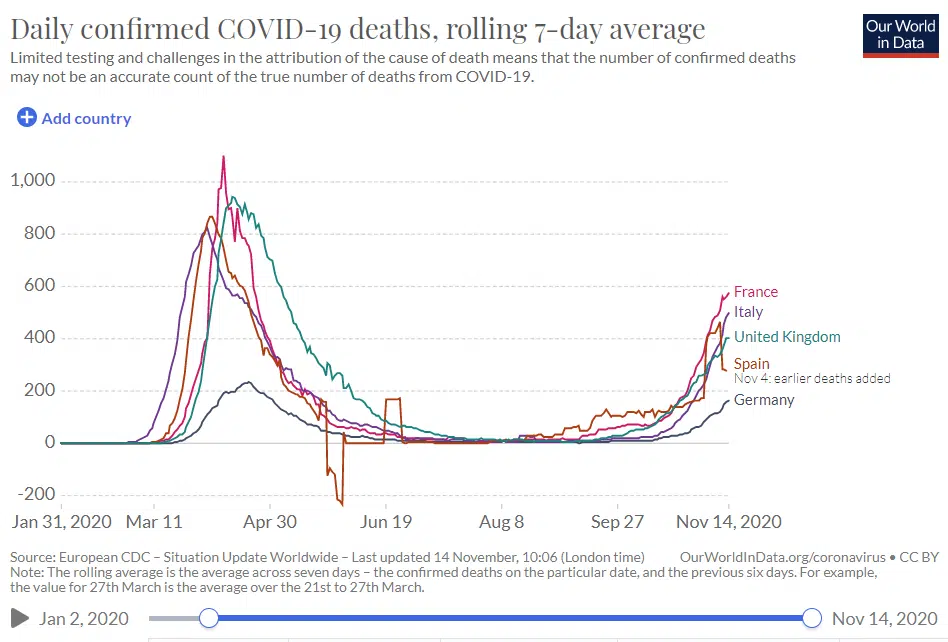 Daily confirmed COVID-19 deaths, rolling 7-day average
Our World
in Data
Limited testing and challenges in the attribution of the cause of death means that the number of confirmed deaths
may not be an accurate count of the true number of deaths from COVID-19.
Add country
1,000
800
600
400
200
0
-200
France
Italy
United Kingdom
Spain
Nov 4: earlier deaths added
Germany
Jan 31, 2020 Mar 11 Apr 30 Jun 19 Aug 8 Sep 27 Nov 14, 2020
Source: European CDC – Situation Update Worldwide – Last updated 14 November, 10:06 (London time) OurWorldInData.org/coronavirus • CC BY
Note: The rolling average is the average across seven days – the confirmed deaths on the particular date, and the previous six days. For example,
the value for 27th March is the average over the 21st to 27th March.
Jan 2, 2020 Nov 14, 2020